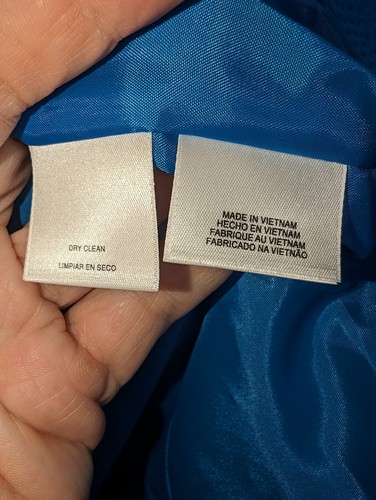 DRY CLEAN
LIMPIAR EN SECO
MADE IN VIETNAM
HECHO EN VIETNAM
FABRIQUE AU VIETNAM
FABRICADO NA VIETNÃO